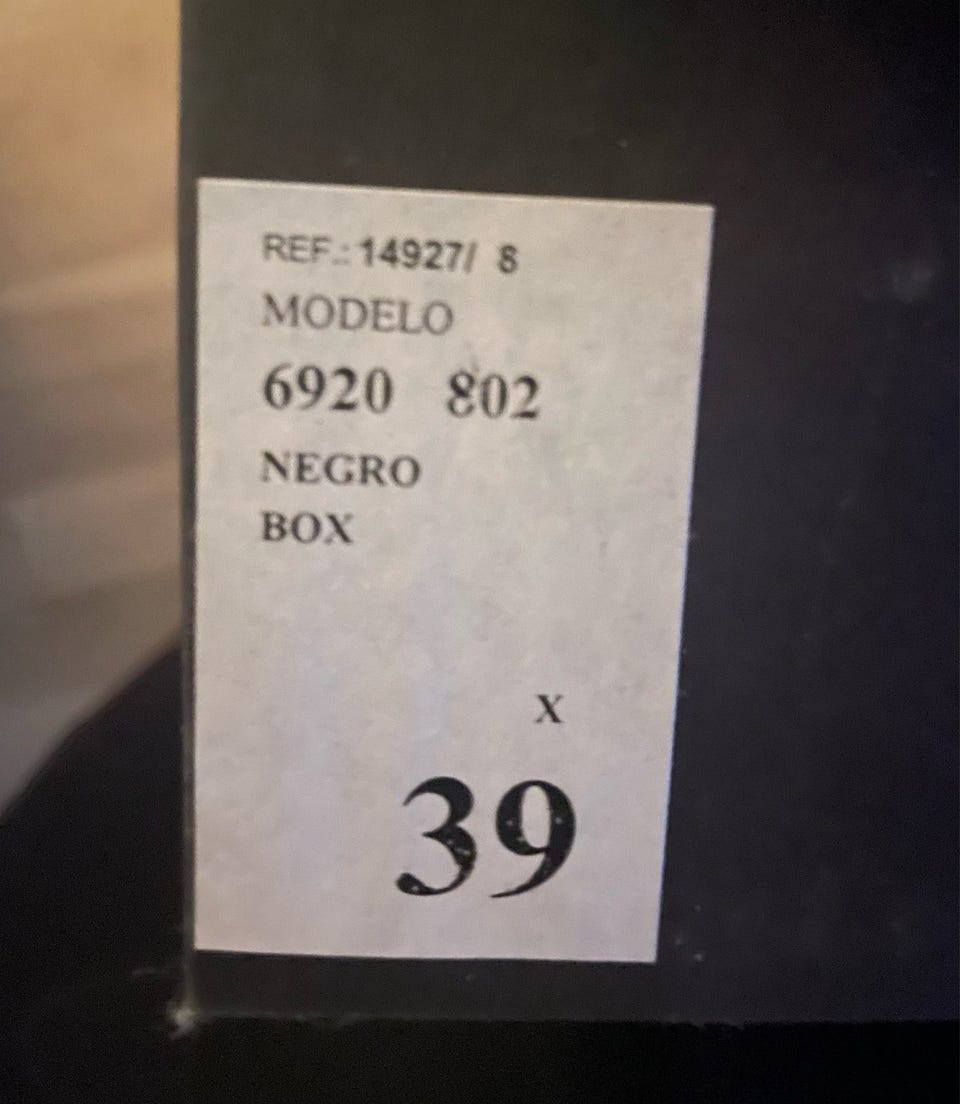 REF.: 14927/ 8
MODELO
6920 802
NEGRO
BOX
X
39